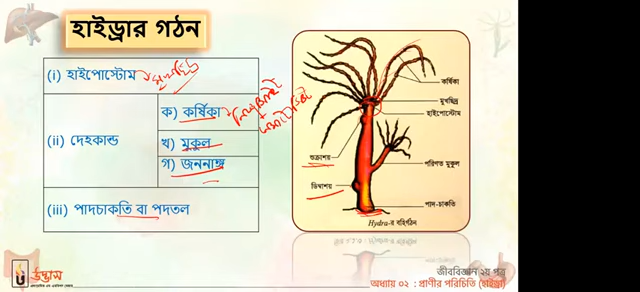 হাইড্রার গঠন
(i) হাইপোস্টোম
মুখছিদ্র
(ii) দেহকান্ড
ক) কর্ষিকা
খ) মুকুল
গ) জননাঙ্গ
(iii) পাদচাকতি বা পদতল
কর্ষিকা
মুখছিদ্র
হাইপোস্টোম
শুক্রাশয়
পরিণত মুকুল
ডিম্বাশয়
পাদ-চাকতি
Hydra-র বহির্গঠন
উদ্ভাস
জীববিজ্ঞান ২য় পত্র
অধ্যায় ০২ : প্রাণীর পরিচিতি (হাইড্রা)